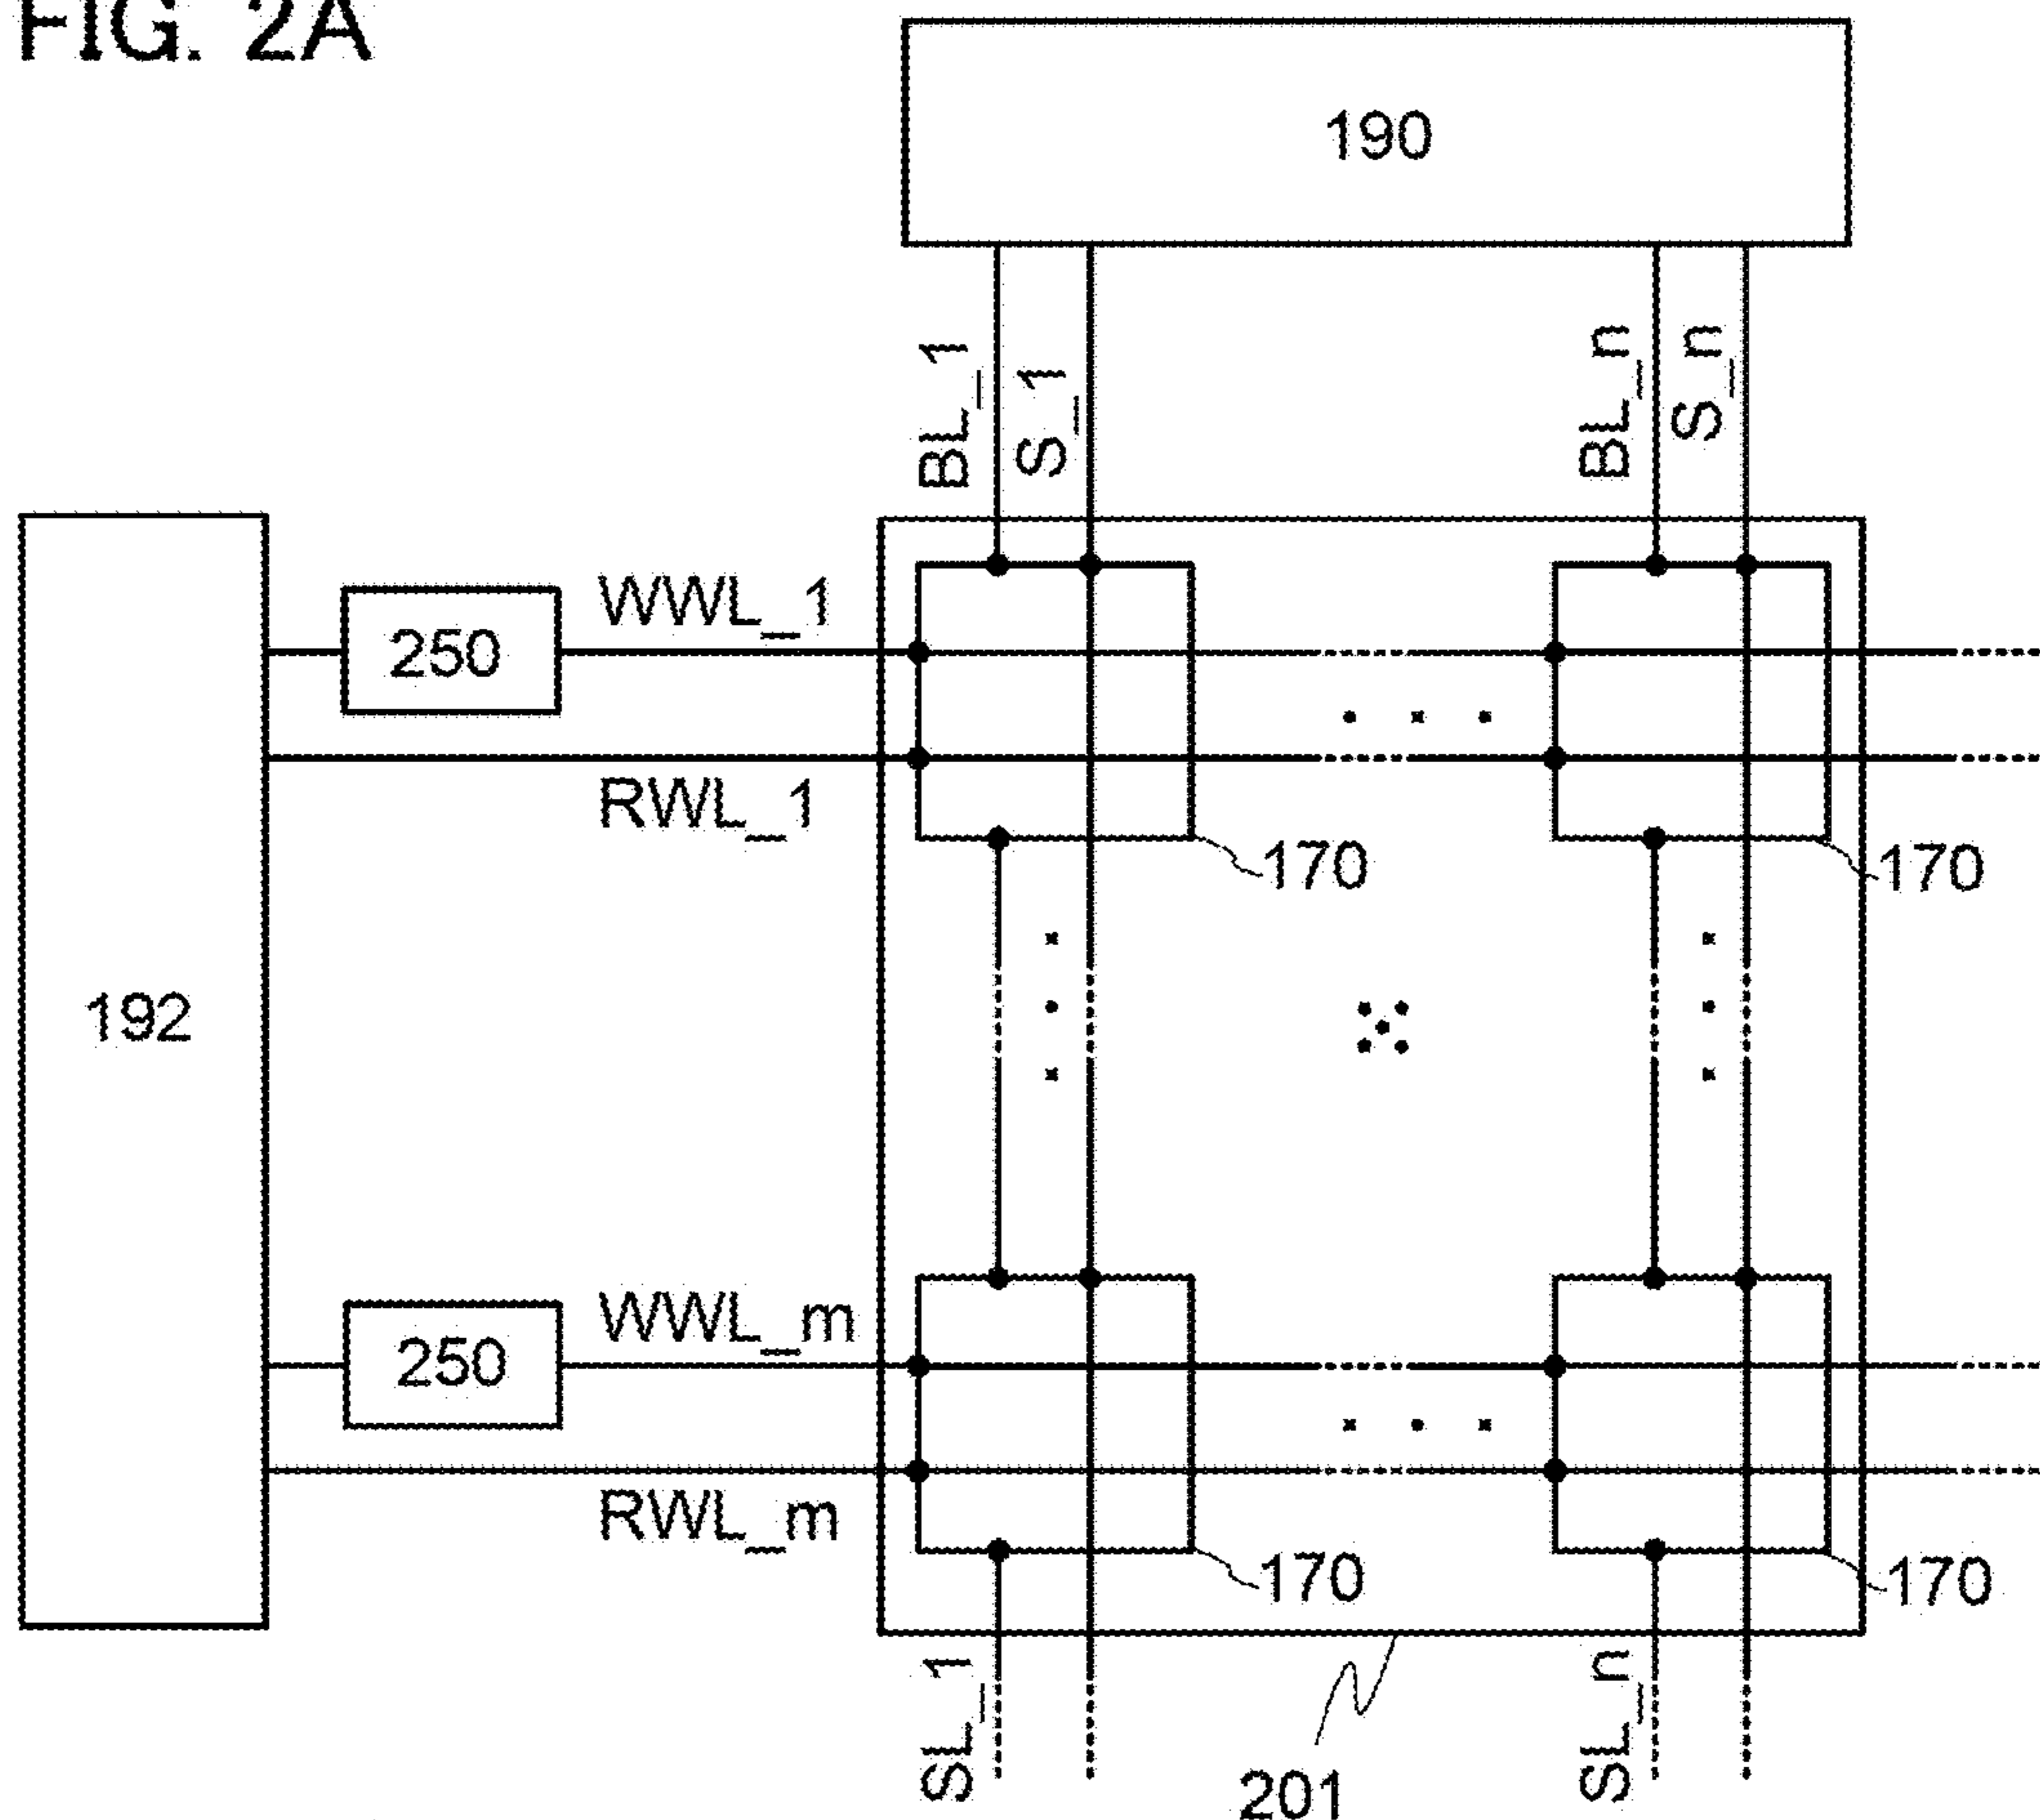 FIG. 2A
190
BL_1
S_1
BL_n
S_n
250
WWL_1
RWL_1
170
170
192
250
WWL_m
RWL_m
170
170
SL_1
SL_n
201